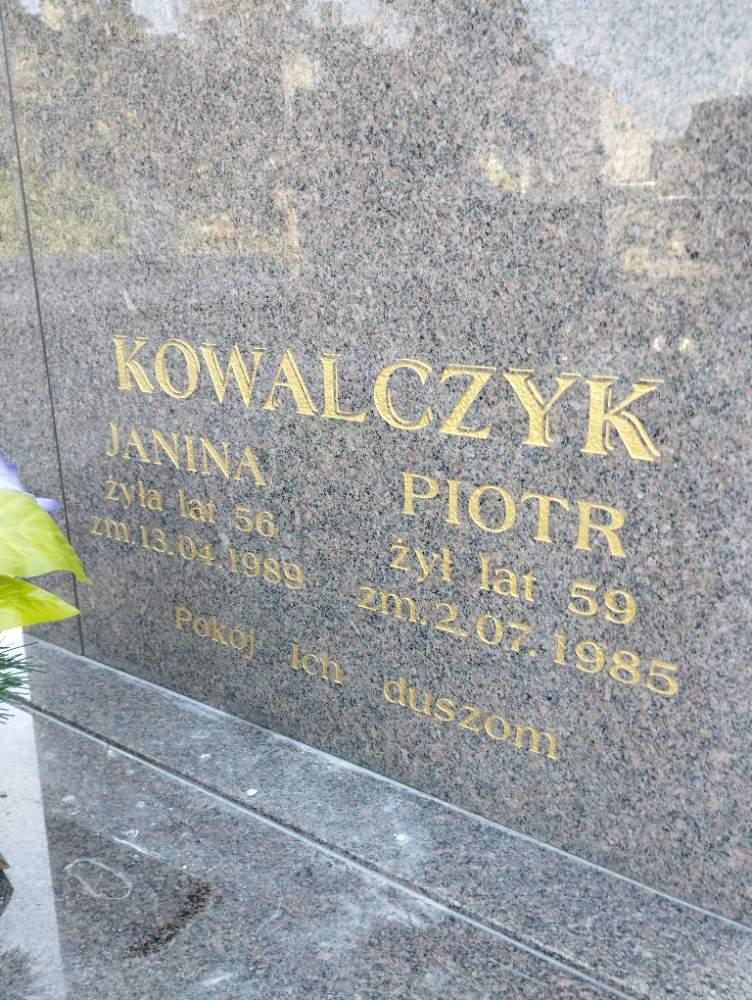 KOWALCZYK
JANINA
żyła lat 56
zm. 13.04.1989
PIOTR
żył lat 59
zm. 2.07.1985
Pokój Ich duszom